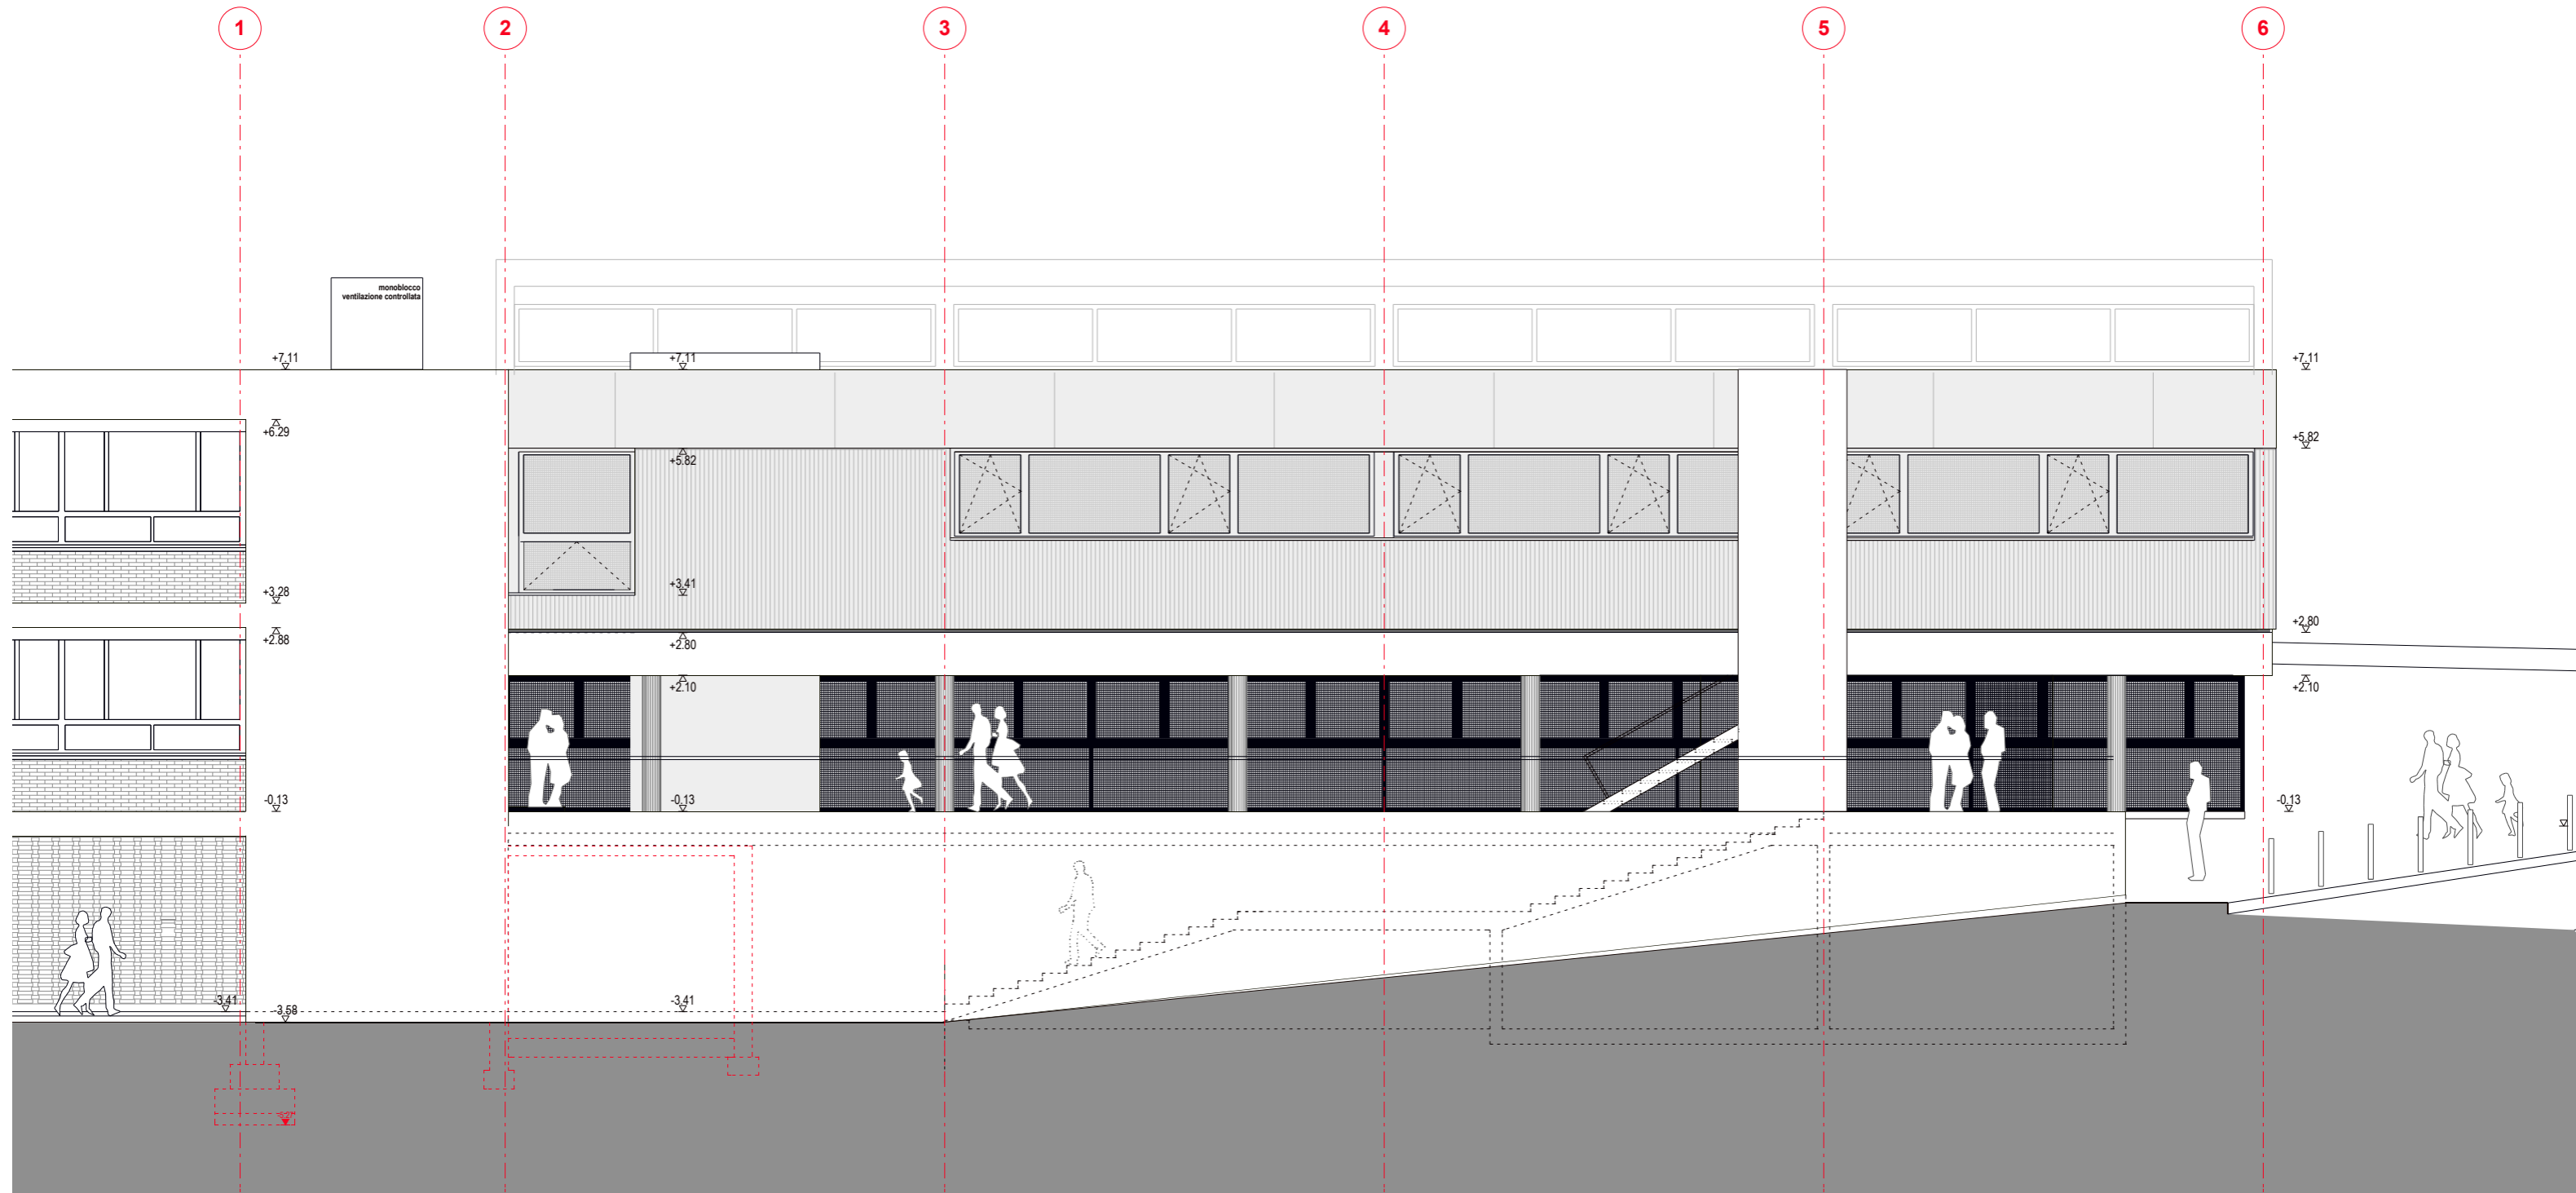 1 2 3 4 5 6
monoblocco
ventilazione controllata
+7.11 +7.11 +7.11
+6.29
+5.82 +5.82
+3.41
+3.28
+2.88
+2.80 +2.80
+2.10 +2.10
-0.13 -0.13 -0.13
-3.41 -3.41
-3.58